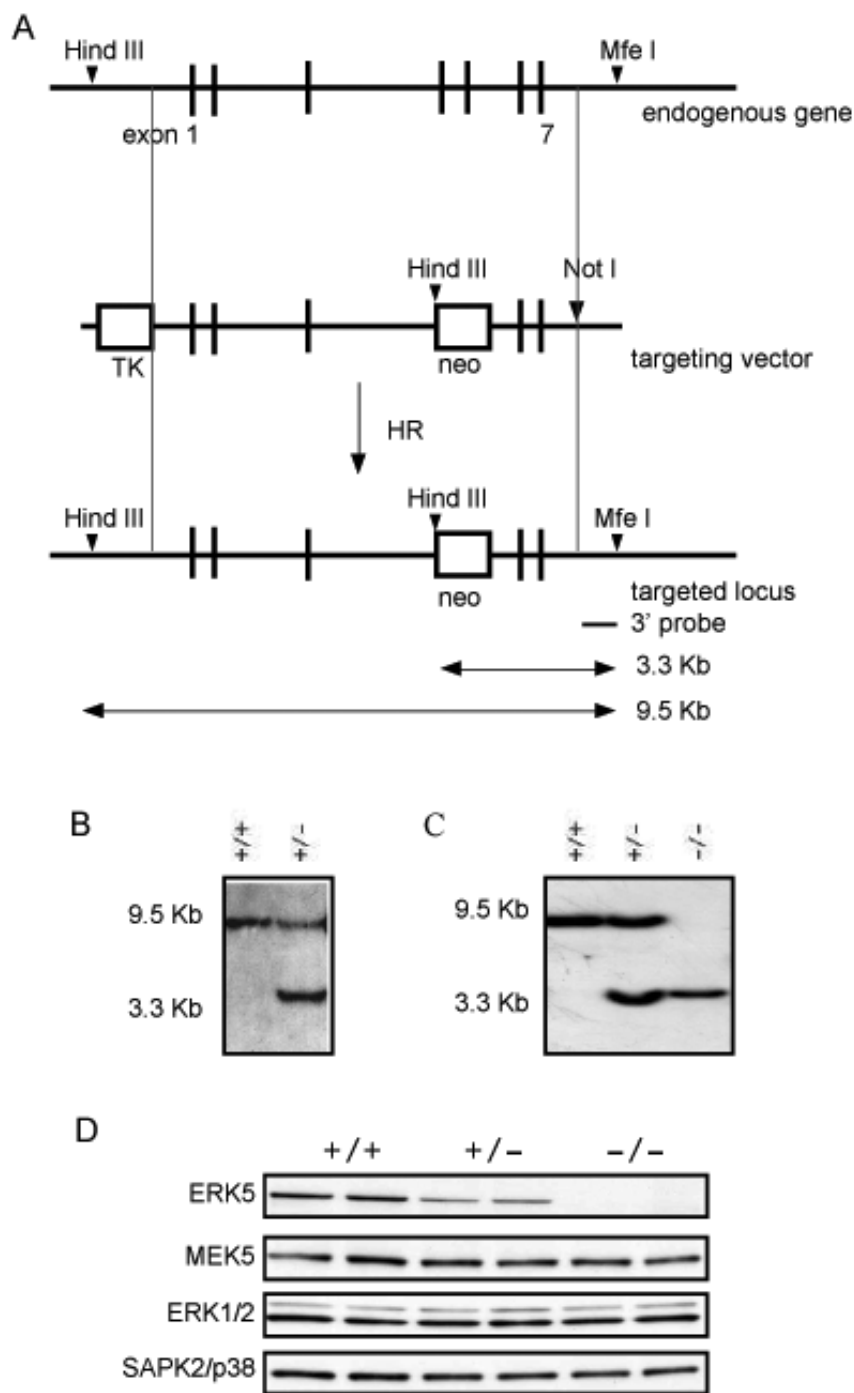 A
Hind III Mfe I
endogenous gene
exon 1 7
Hind III Not I
TK neo targeting vector
HR
Hind III Hind III Mfe I
neo targeted locus
3' probe
3.3 Kb
9.5 Kb
B
+/+ +/-
9.5 Kb
3.3 Kb
C
+/+ +/- -/-
9.5 Kb
3.3 Kb
D
+/+ +/− −/−
ERK5
MEK5
ERK1/2
SAPK2/p38